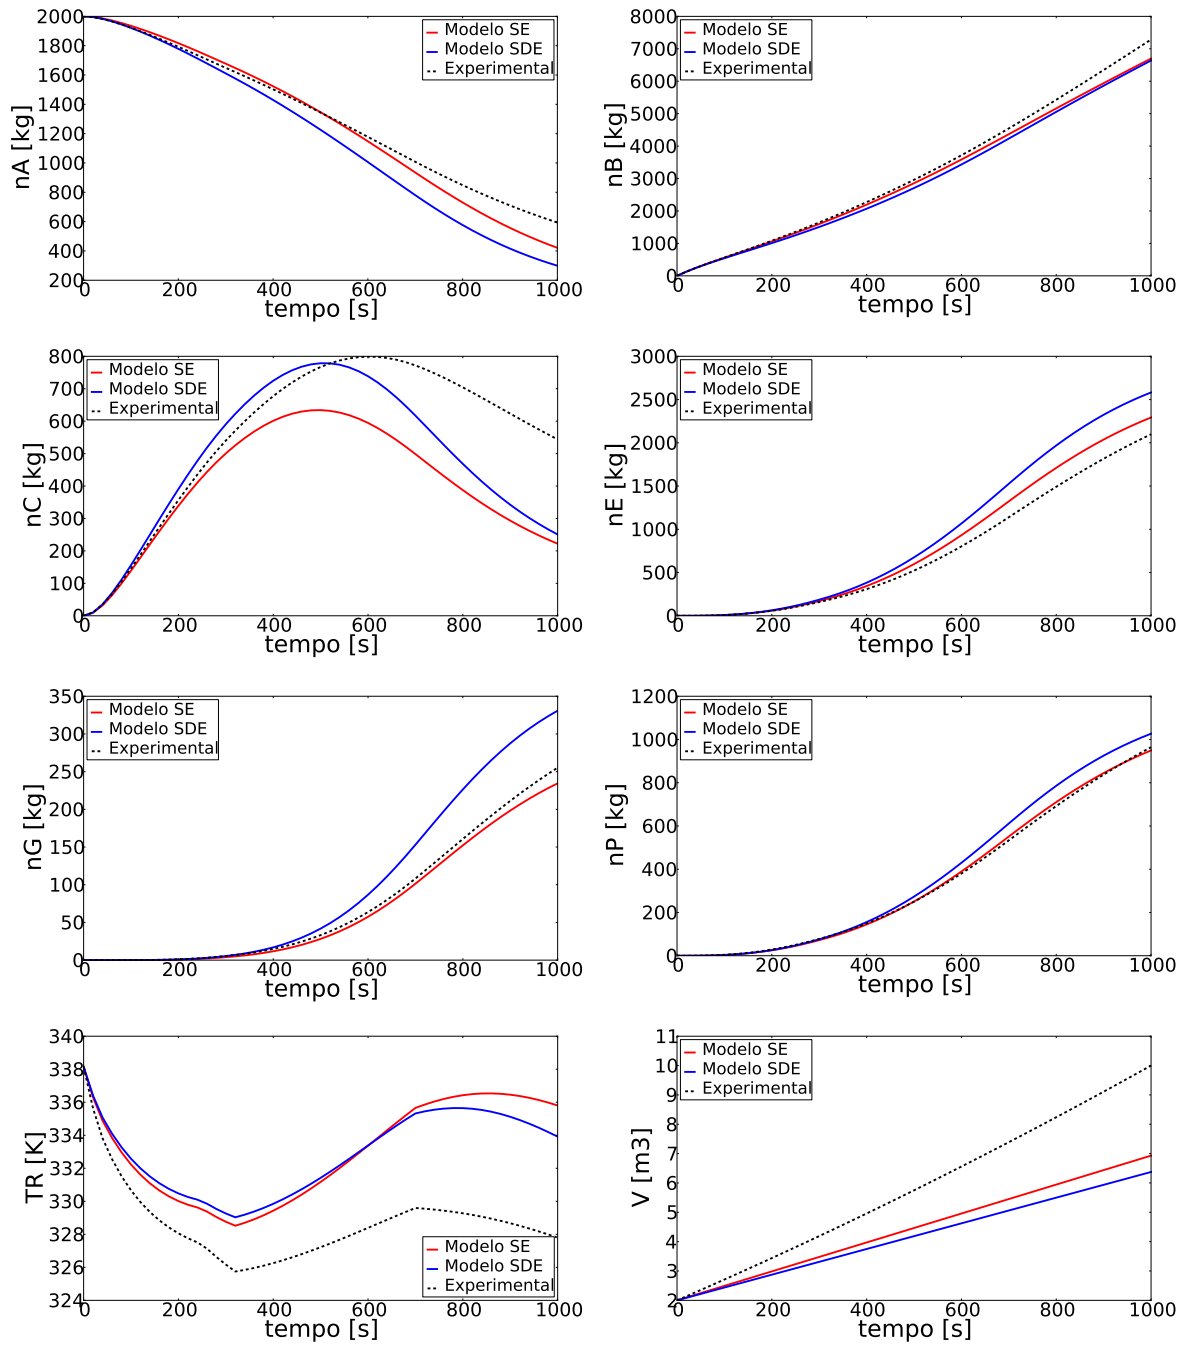 2000
1800
1600
1400
1200
1000
800
600
400
200
nA [kg]
0 200 400 600 800 1000
tempo [s]
Modelo SE
Modelo SDE
Experimental
8000
7000
6000
5000
4000
3000
2000
1000
0
nB [kg]
0 200 400 600 800 1000
tempo [s]
Modelo SE
Modelo SDE
Experimental
800
700
600
500
400
300
200
100
0
nC [kg]
0 200 400 600 800 1000
tempo [s]
Modelo SE
Modelo SDE
Experimental
3000
2500
2000
1500
1000
500
0
nE [kg]
0 200 400 600 800 1000
tempo [s]
Modelo SE
Modelo SDE
Experimental
350
300
250
200
150
100
50
0
nG [kg]
0 200 400 600 800 1000
tempo [s]
Modelo SE
Modelo SDE
Experimental
1200
1000
800
600
400
200
0
nP [kg]
0 200 400 600 800 1000
tempo [s]
Modelo SE
Modelo SDE
Experimental
340
338
336
334
332
330
328
326
324
TR [K]
0 200 400 600 800 1000
tempo [s]
Modelo SE
Modelo SDE
Experimental
11
10
9
8
7
6
5
4
3
2
V [m3]
0 200 400 600 800 1000
tempo [s]
Modelo SE
Modelo SDE
Experimental